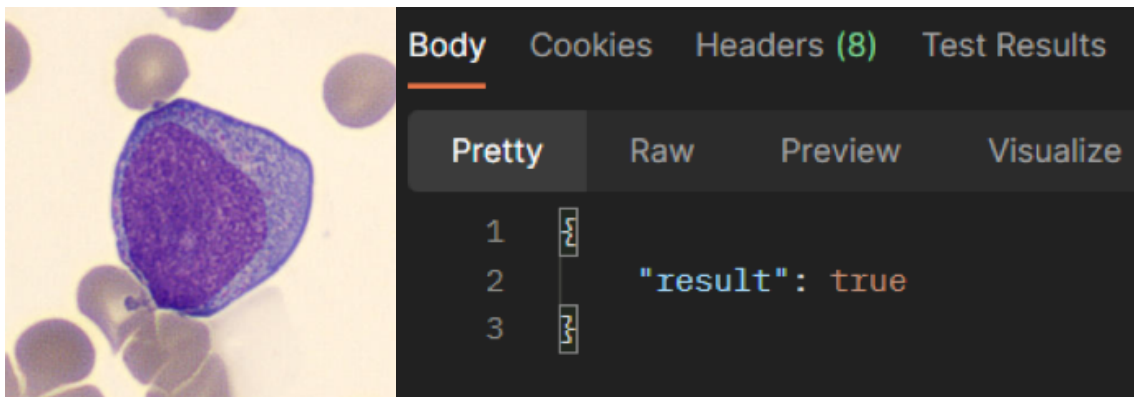 Body Cookies Headers (8) Test Results
Pretty Raw Preview Visualize
1 {
2 "result": true
3 }